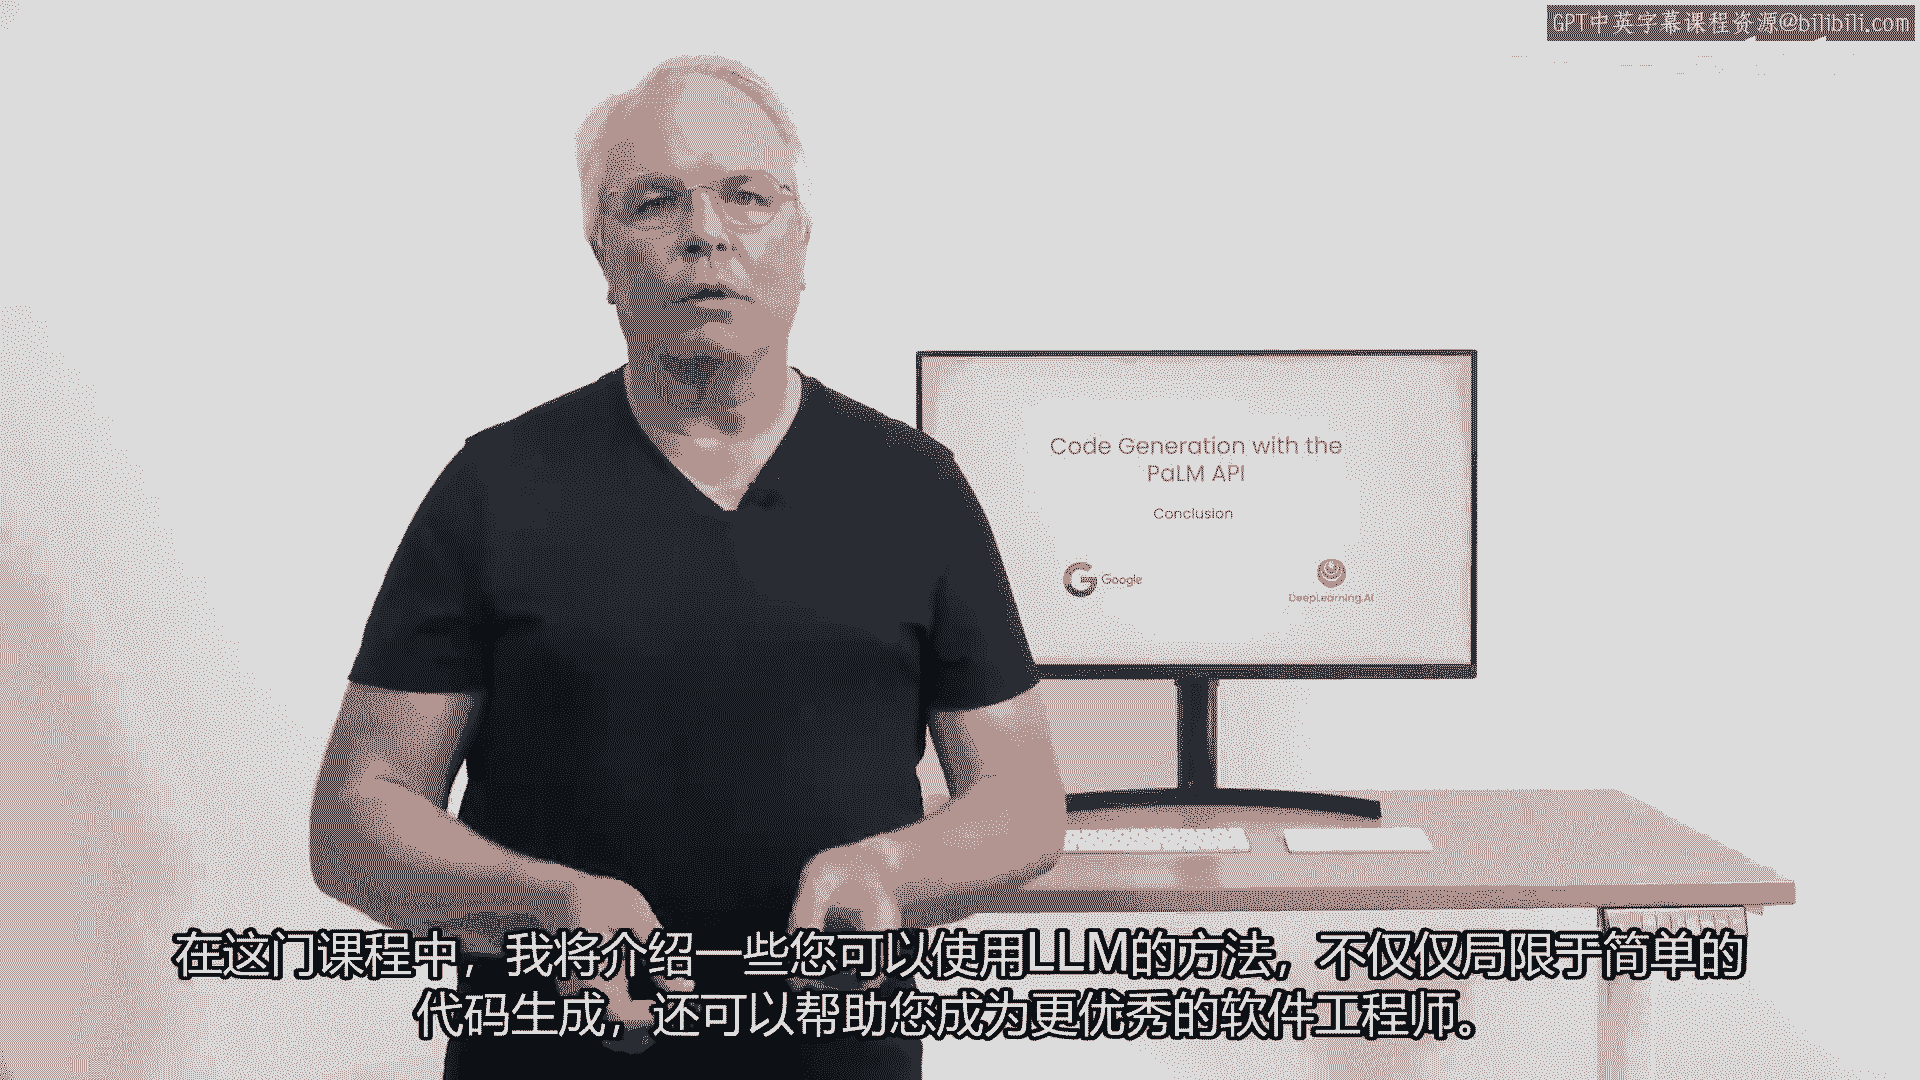 GPT中英字幕课程资源@bilibili.com
Code Generation with the
PaLM API
Conclusion
Google
DeepLearning.AI
在这门课程中，我将介绍一些您可以使用LLM的方法，不仅仅局限于简单的
代码生成，还可以帮助您成为更优秀的软件工程师。